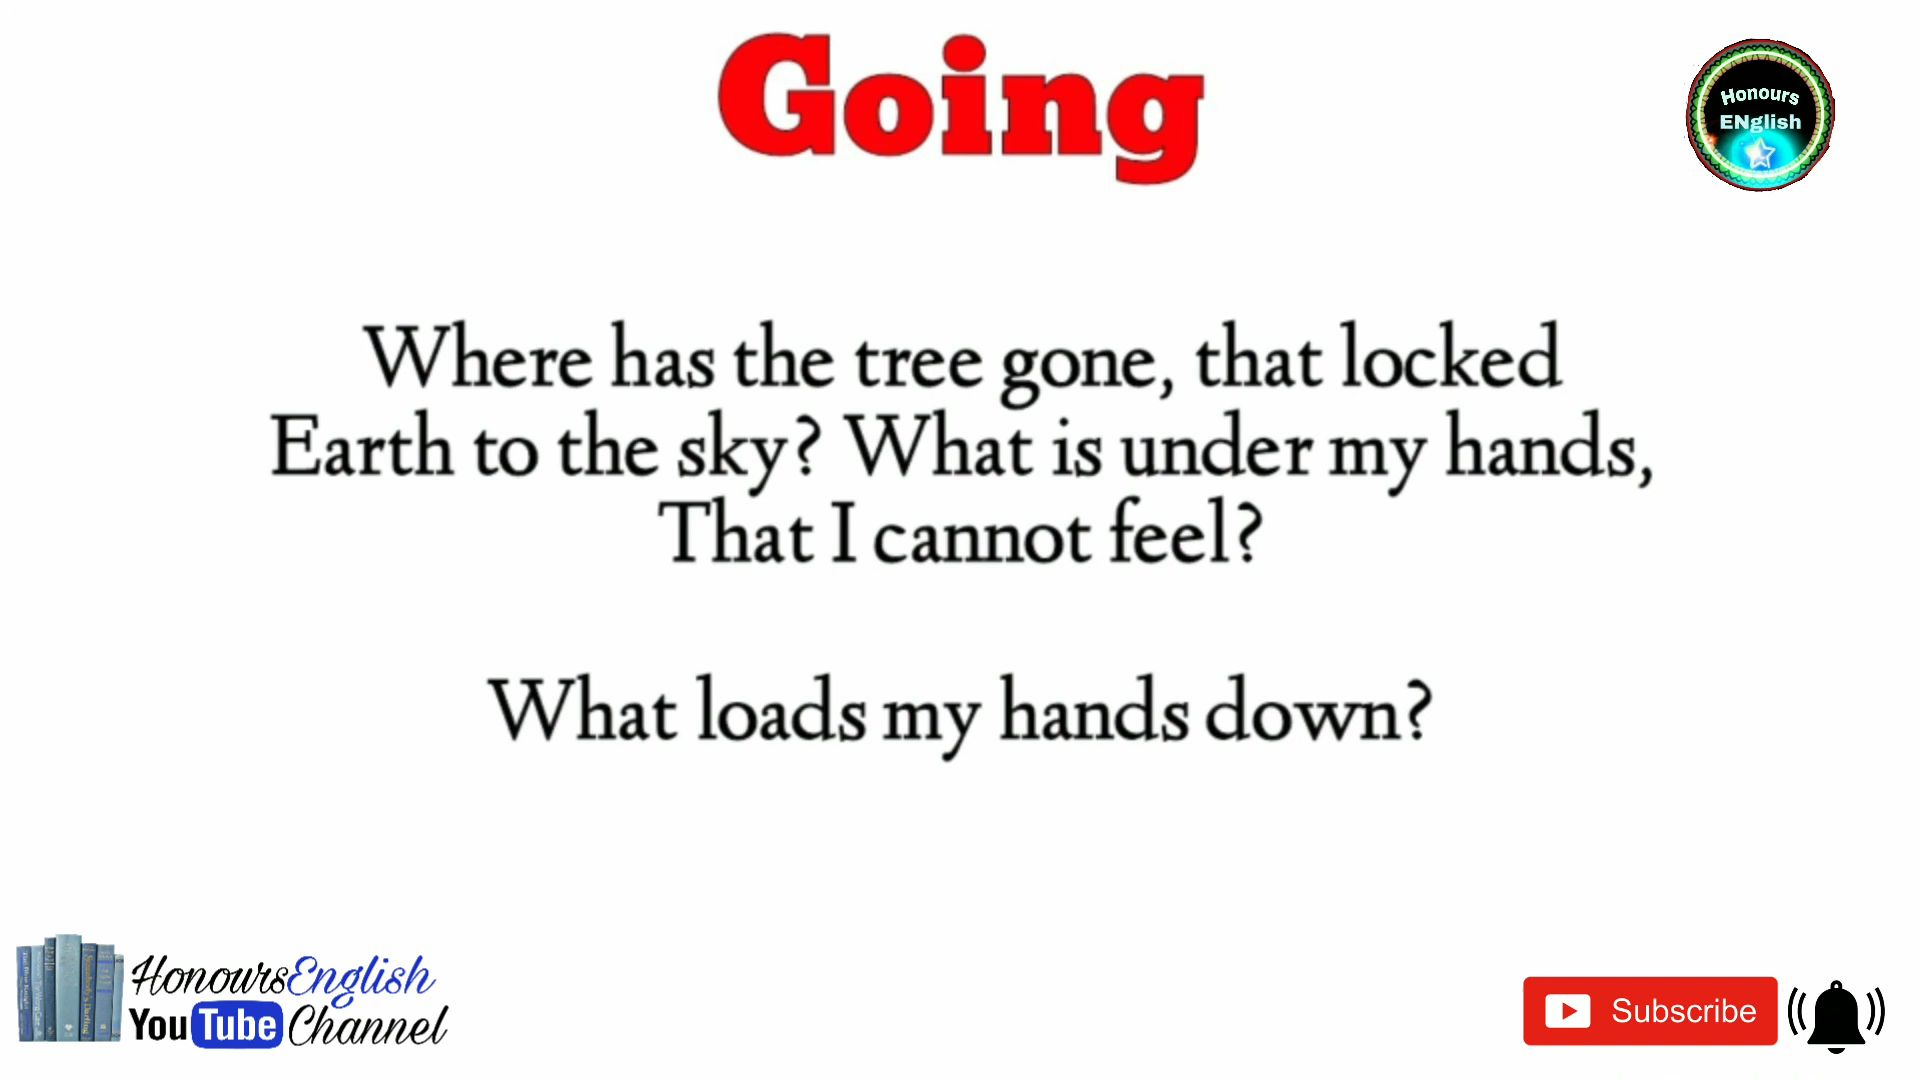 Going
Honours
ENglish
Where has the tree gone, that locked
Earth to the sky? What is under my hands,
That I cannot feel?
What loads my hands down?
HonoursEnglish
YouTube Channel
Subscribe